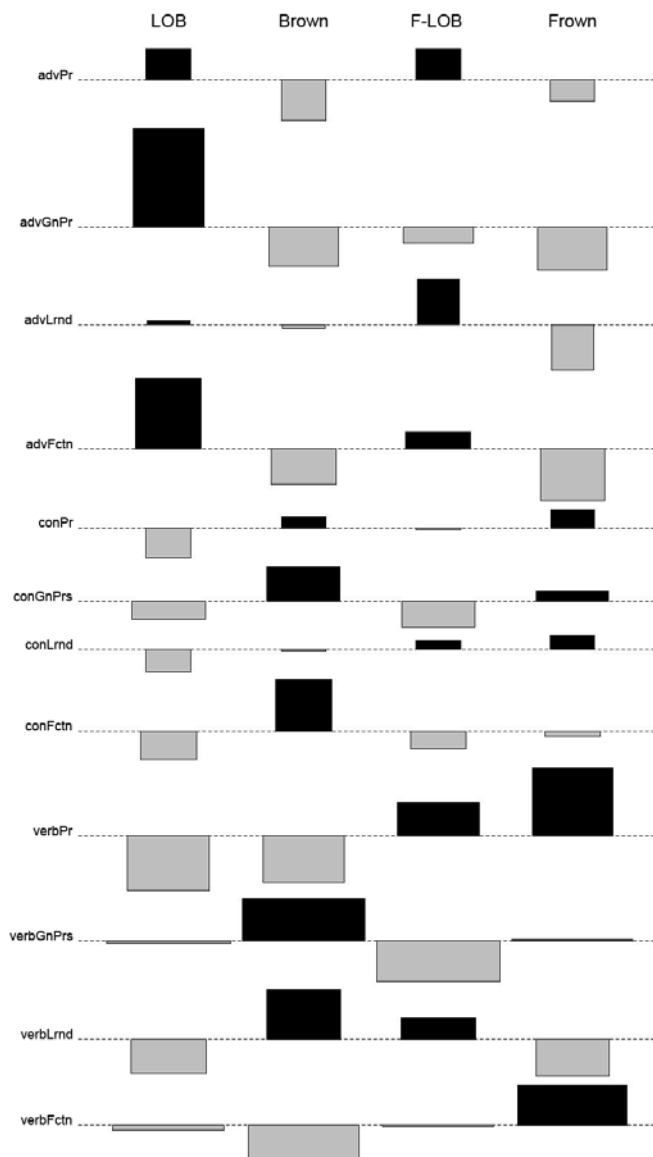 LOB Brown F-LOB Frown
advPr
advGnPr
advLrnd
advFctn
conPr
conGnPrs
conLrnd
conFctn
verbPr
verbGnPrs
verbLrnd
verbFctn